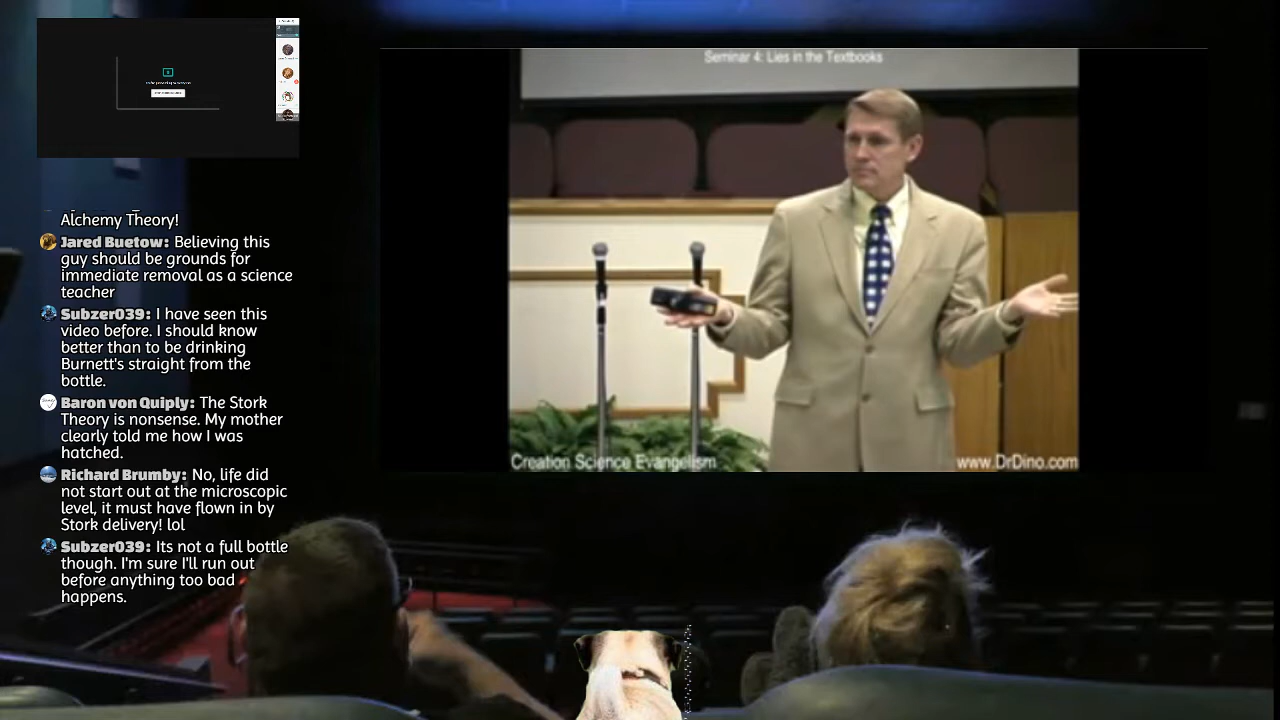 Seminar 4: Lies in the Textbooks
Alchemy Theory!
Jared Buetow: Believing this
guy should be grounds for
immediate removal as a science
teacher
Subzer039: I have seen this
video before. I should know
better than to be drinking
Burnett's straight from the
bottle.
Baron von Quiply: The Stork
Theory is nonsense. My mother
clearly told me how I was
hatched.
Richard Brumby: No, life did
not start out at the microscopic
level, it must have flown in by
Stork delivery! lol
Subzer039: Its not a full bottle
though. I'm sure I'll run out
before anything too bad
happens.
Creation Science Evangelism
www.DrDino.com